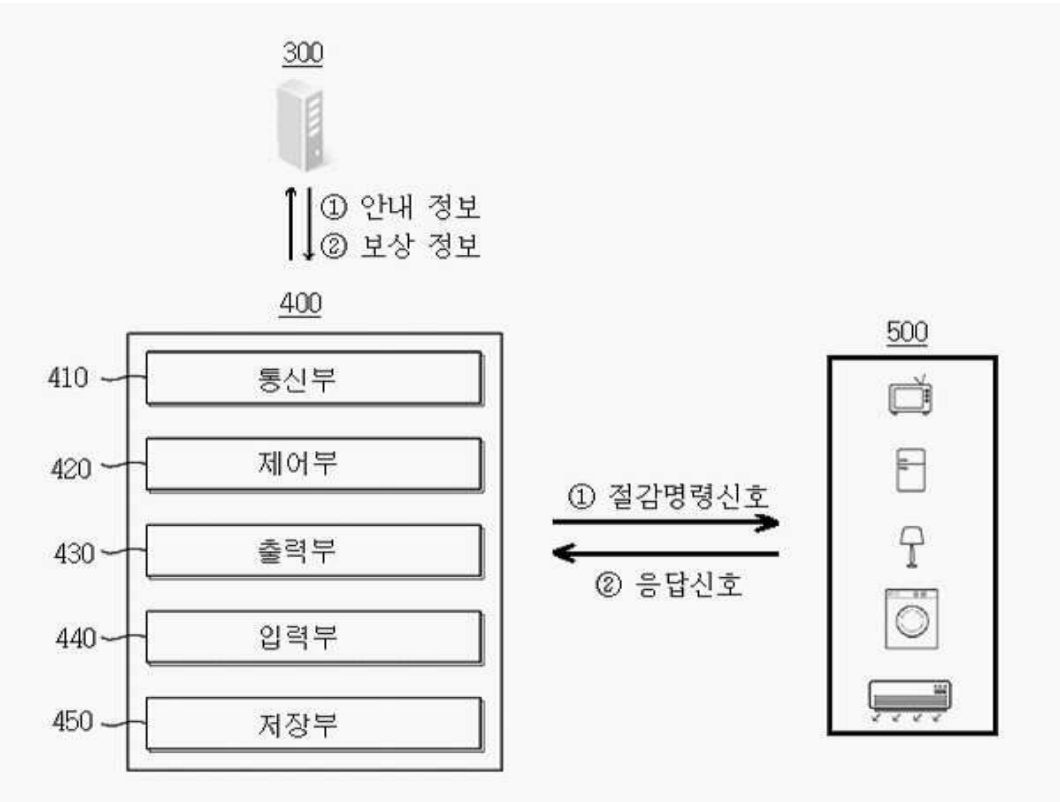 300
① 안내 정보
② 보상 정보
400
410 통신부
420 제어부
430 출력부
440 입력부
450 저장부
① 절감명령신호
② 응답신호
500